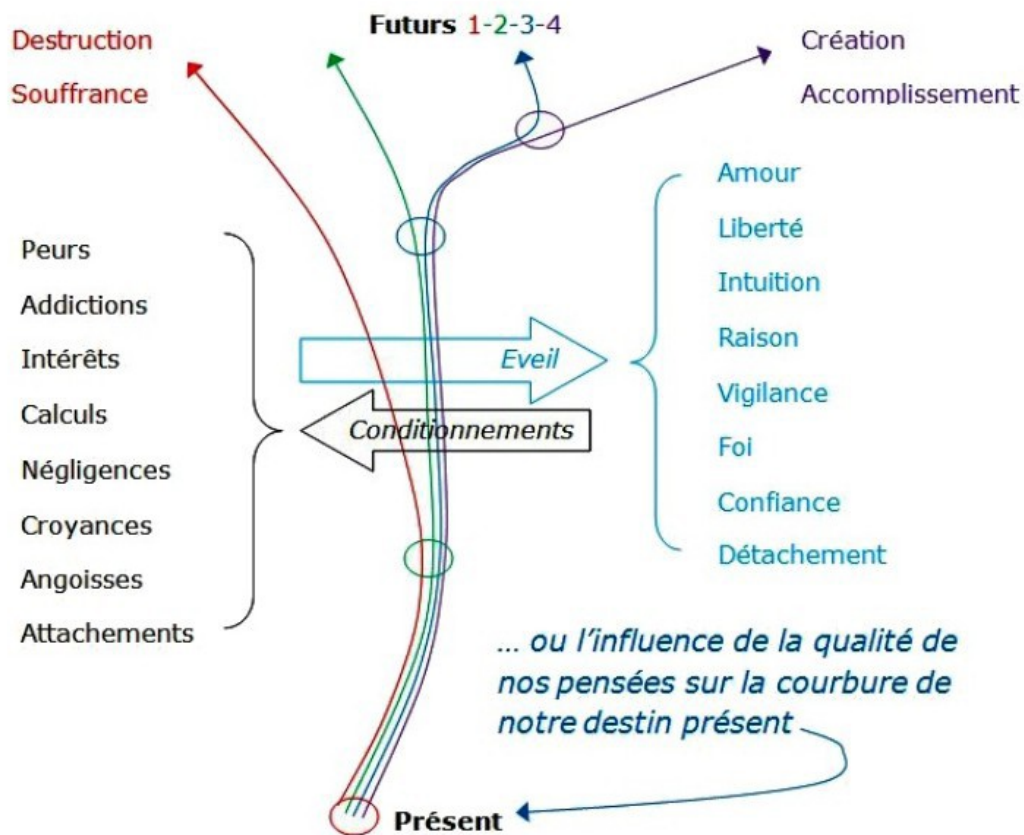 Futurs 1-2-3-4
Destruction
Souffrance
Création
Accomplissement
Peurs
Addictions
Intérêts
Calculs
Négligences
Croyances
Angoisses
Attachements
Eveil
Conditionnements
Amour
Liberté
Intuition
Raison
Vigilance
Foi
Confiance
Détachement
... ou l'influence de la qualité de
nos pensées sur la courbure de
notre destin présent
Présent